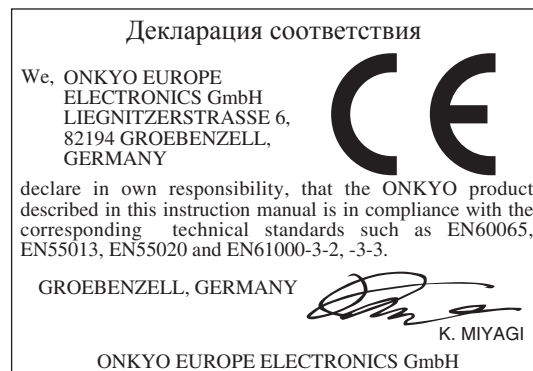 Декларация соответствия
We, ONKYO EUROPE
ELECTRONICS GmbH
LIEGNITZERSTRASSE 6,
82194 GROEBENZELL,
GERMANY
CE
declare in own responsibility, that the ONKYO product
described in this instruction manual is in compliance with the
corresponding technical standards such as EN60065,
EN55013, EN55020 and EN61000-3-2, -3-3.
GROEBENZELL, GERMANY
K. MIYAGI
ONKYO EUROPE ELECTRONICS GmbH